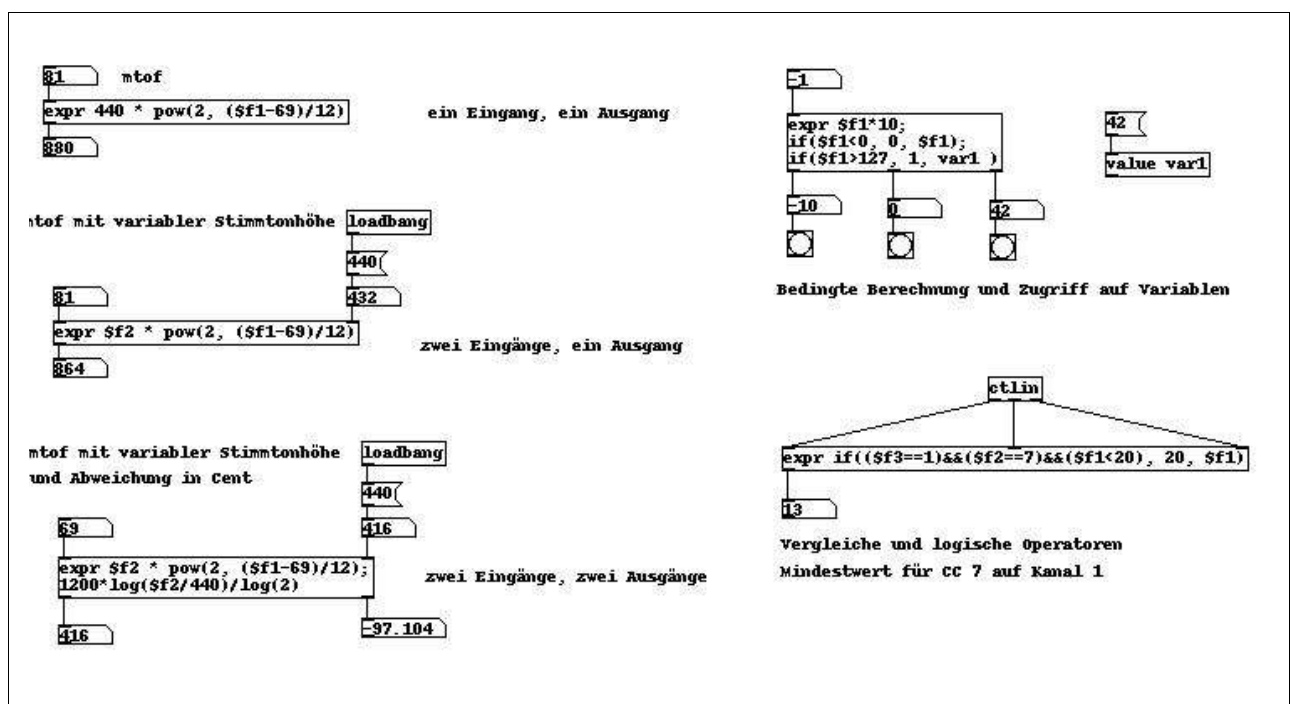 81
mtof
expr 440 * pow(2, ($f1-69)/12)
880
ein Eingang, ein Ausgang
mtof mit variabler Stimmtonhöhe
loadbang
440
81
432
expr $f2 * pow(2, ($f1-69)/12)
864
zwei Eingänge, ein Ausgang
mtof mit variabler Stimmtonhöhe
und Abweichung in Cent
loadbang
440
69
416
expr $f2 * pow(2, ($f1-69)/12);
1200*log($f2/440)/log(2)
416
-97.104
zwei Eingänge, zwei Ausgänge
-1
expr $f1*10;
if($f1<0, 0, $f1);
if($f1>127, 1, var1 )
-10
0
42
42
value var1
Bedingte Berechnung und Zugriff auf Variablen
ctlin
expr if(($f3==1)&&($f2==7)&&($f1<20), 20, $f1)
13
Vergleiche und logische Operatoren
Mindestwert für CC 7 auf Kanal 1